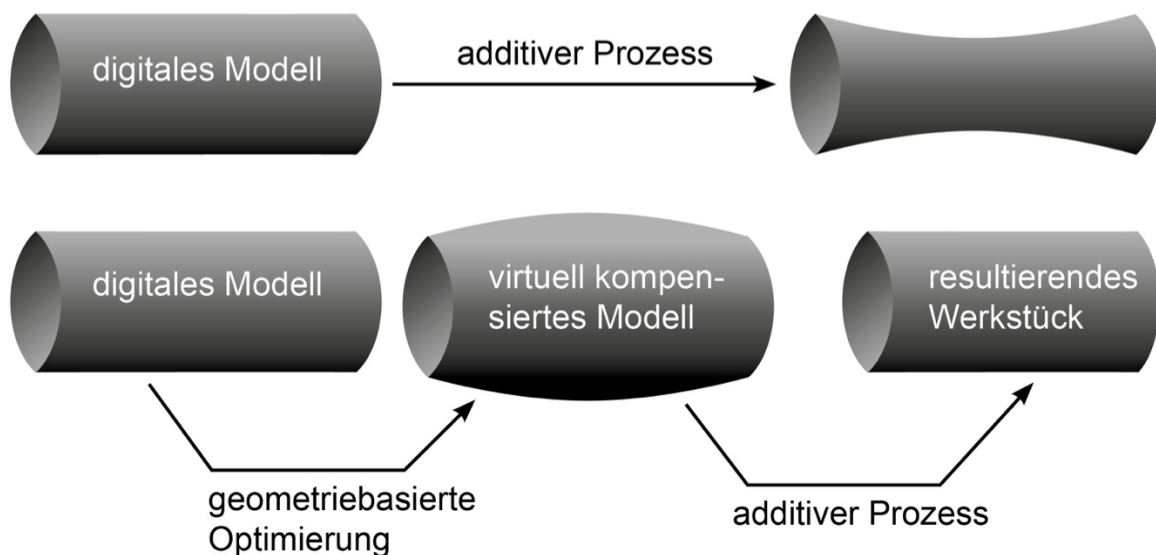 digitales Modell
additiver Prozess
digitales Modell
virtuell kompen-
siertes Modell
resultierendes
Werkstück
geometriebasierte
Optimierung
additiver Prozess